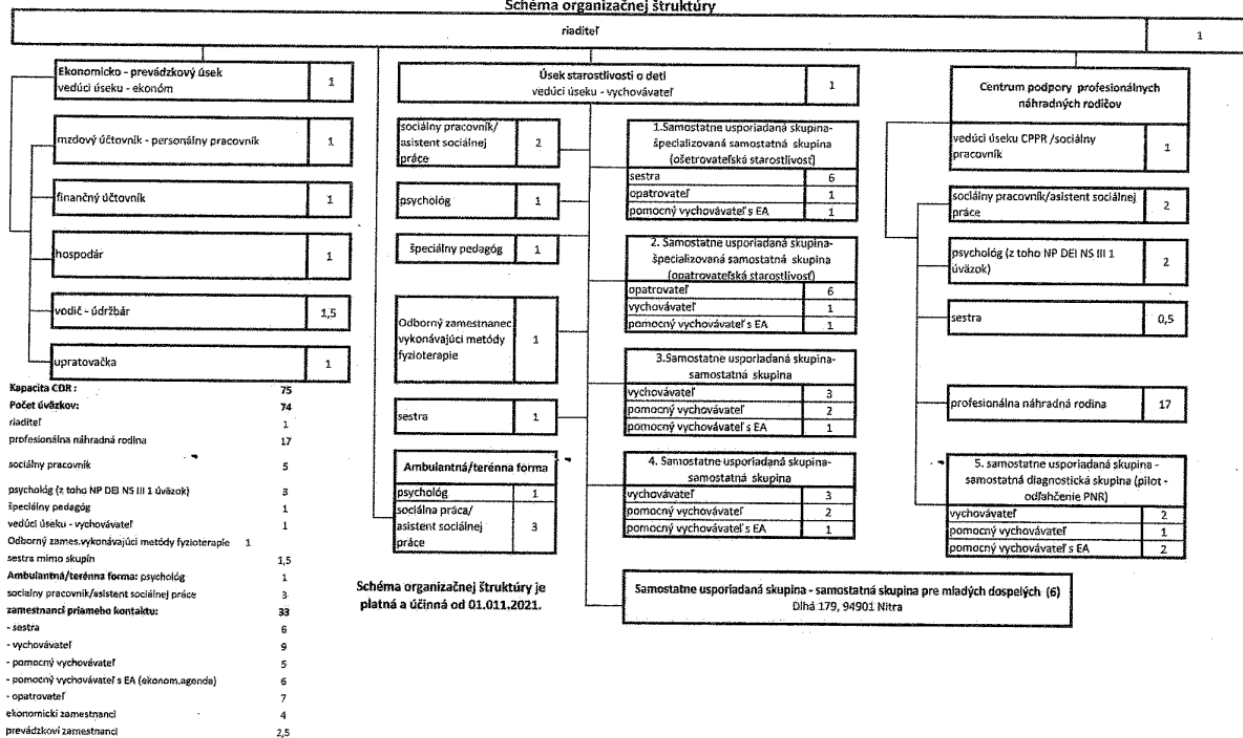 Schéma organizačnej štruktúry
riaditeľ 1
Ekonomicko - prevádzkový úsek
vedúci úseku - ekonóm 1
mzdový účtovník - personálny pracovník 1
finančný účtovník 1
hospodár 1
vodič - údržbár 1,5
upratovačka 1
Kapacita CDR : 75
Počet úväzkov: 74
riaditeľ 1
profesionálna náhradná rodina 17
sociálny pracovník 5
psychológ (z toho NP DEI NS III 1 úväzok) 3
špeciálny pedagóg 1
vedúci úseku - vychovávateľ 1
Odborný zames.vykonávajúci metódy fyzioterapie 1
sestra mimo skupín 1,5
Ambulantná/terénna forma: psychológ 1
socialny pracovník/asistent sociálnej práce 3
zamestnanci priameho kontaktu: 33
- sestra 6
- vychovávateľ 9
- pomocný vychovávateľ 5
- pomocný vychovávateľ s EA (ekonom.agenda) 6
- opatrovateľ 7
ekonomickí zamestnanci 4
prevádzkoví zamestnanci 2,5
Úsek starostlivosti o deti
vedúci úseku - vychovávateľ 1
sociálny pracovník/
asistent sociálnej
práce 2
psychológ 1
špeciálny pedagóg 1
Odborný zamestnanec
vykonávajúci metódy
fyzioterapie 1
sestra 1
Ambulantná/terénna forma
psychológ 1
sociálna práca/
asistent sociálnej
práce 3
Schéma organizačnej štruktúry je
platná a účinná od 01.011.2021.
1.Samostatne usporiadaná skupina-
špecializovaná samostatná skupina
(ošetrovateľská starostlivosť)
sestra 6
opatrovateľ 1
pomocný vychovávateľ s EA 1
2. Samostatne usporiadaná skupina-
špecializovaná samostatná skupina
(opatrovateľská starostlivosť)
opatrovateľ 6
vychovávateľ 1
pomocný vychovávateľ s EA 1
3.Samostatne usporiadaná skupina-
samostatná skupina
vychovávateľ 3
pomocný vychovávateľ 2
pomocný vychovávateľ s EA 1
4. Samostatne usporiadaná skupina-
samostatná skupina
vychovávateľ 3
pomocný vychovávateľ 2
pomocný vychovávateľ s EA 1
Samostatne usporiadaná skupina - samostatná skupina pre mladých dospelých (6)
Dlhá 179, 94901 Nitra
Centrum podpory profesionálnych
náhradných rodičov
vedúci úseku CPPR /sociálny
pracovník 1
sociálny pracovník/asistent sociálnej
práce 2
psychológ (z toho NP DEI NS III 1
úväzok) 2
sestra 0,5
profesionálna náhradná rodina 17
5. samostatne usporiadaná skupina -
samostatná diagnostická skupina (pilot -
odľahčenie PNR)
vychovávateľ 2
pomocný vychovávateľ 1
pomocný vychovávateľ s EA 2